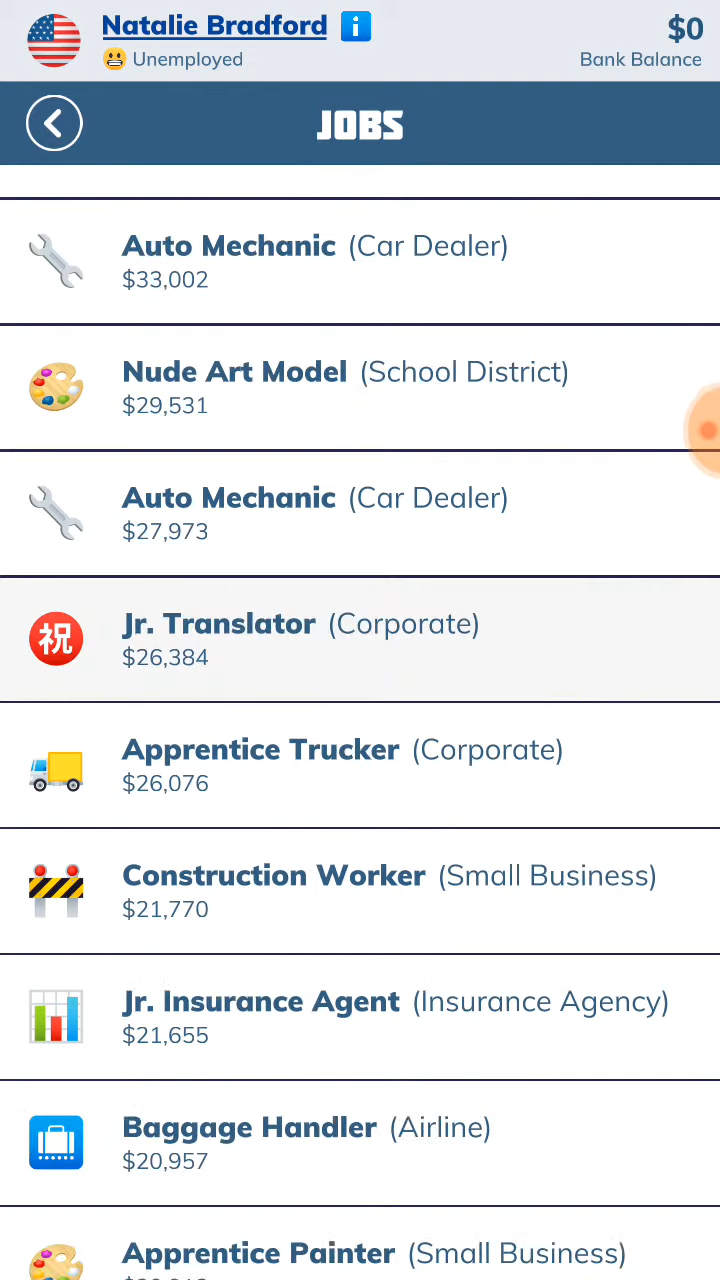 Natalie Bradford
Unemployed
$0
Bank Balance
JOBS
Auto Mechanic (Car Dealer)
$33,002
Nude Art Model (School District)
$29,531
Auto Mechanic (Car Dealer)
$27,973
祝
Jr. Translator (Corporate)
$26,384
Apprentice Trucker (Corporate)
$26,076
Construction Worker (Small Business)
$21,770
Jr. Insurance Agent (Insurance Agency)
$21,655
Baggage Handler (Airline)
$20,957
Apprentice Painter (Small Business)